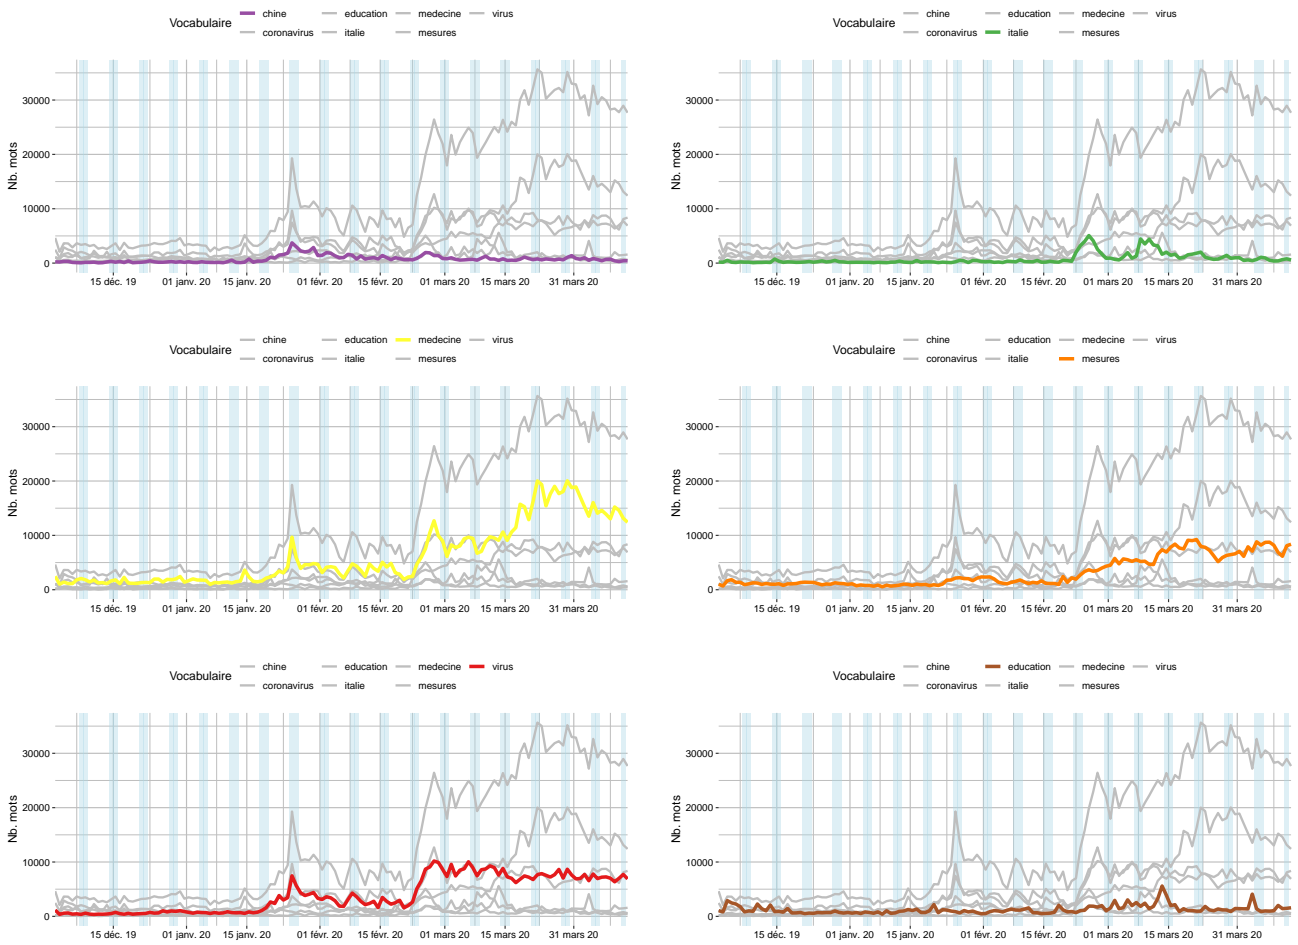 Vocabulaire chine education medecine virus
coronavirus italie mesures
Nb. mots
30000
20000
10000
0
15 déc. 19 01 janv. 20 15 janv. 20 01 févr. 20 15 févr. 20 01 mars 20 15 mars 20 31 mars 20
Vocabulaire chine education medecine virus
coronavirus italie mesures
Nb. mots
30000
20000
10000
0
15 déc. 19 01 janv. 20 15 janv. 20 01 févr. 20 15 févr. 20 01 mars 20 15 mars 20 31 mars 20
Vocabulaire chine education medecine virus
coronavirus italie mesures
Nb. mots
30000
20000
10000
0
15 déc. 19 01 janv. 20 15 janv. 20 01 févr. 20 15 févr. 20 01 mars 20 15 mars 20 31 mars 20
Vocabulaire chine education medecine virus
coronavirus italie mesures
Nb. mots
30000
20000
10000
0
15 déc. 19 01 janv. 20 15 janv. 20 01 févr. 20 15 févr. 20 01 mars 20 15 mars 20 31 mars 20
Vocabulaire chine education medecine virus
coronavirus italie mesures
Nb. mots
30000
20000
10000
0
15 déc. 19 01 janv. 20 15 janv. 20 01 févr. 20 15 févr. 20 01 mars 20 15 mars 20 31 mars 20
Vocabulaire chine education medecine virus
coronavirus italie mesures
Nb. mots
30000
20000
10000
0
15 déc. 19 01 janv. 20 15 janv. 20 01 févr. 20 15 févr. 20 01 mars 20 15 mars 20 31 mars 20